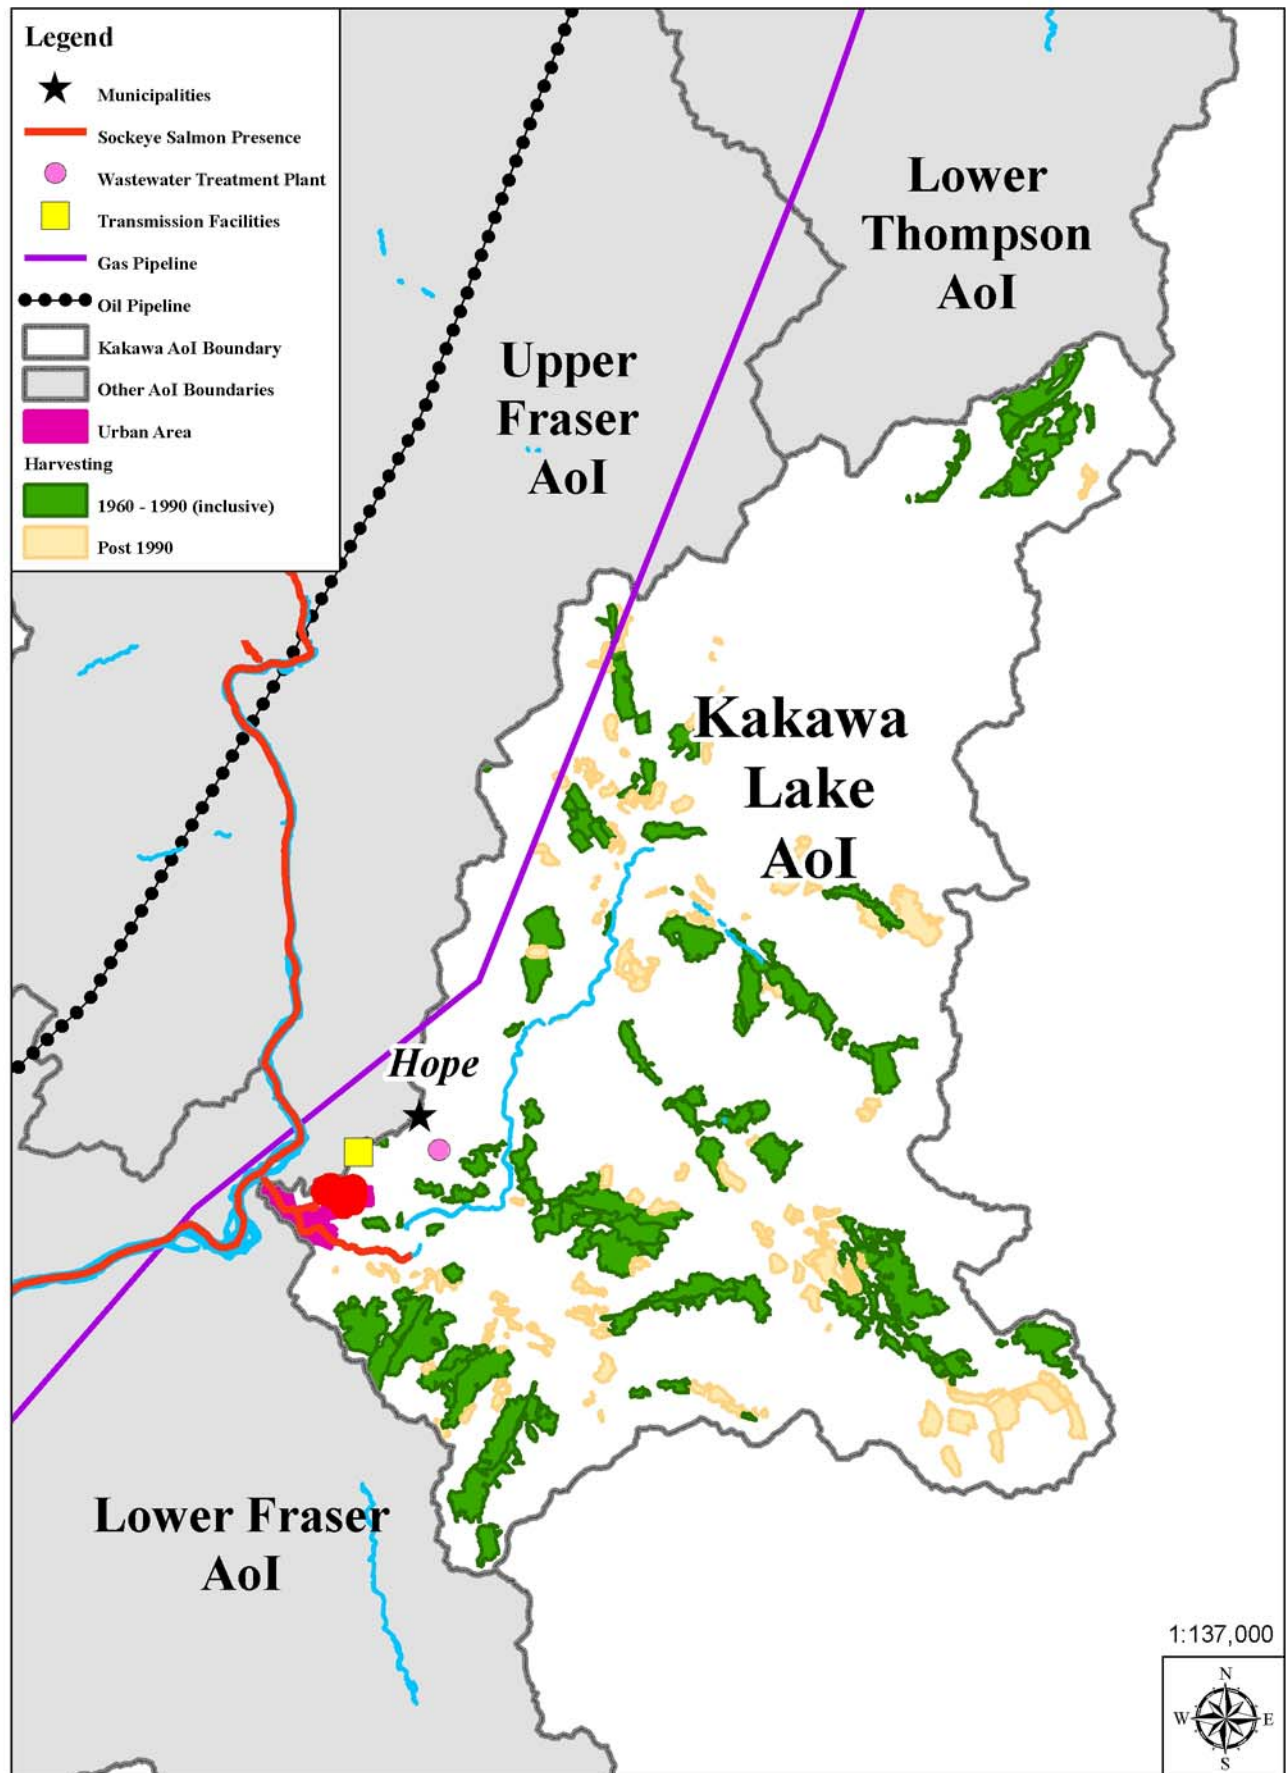 Legend
Municipalities
Sockeye Salmon Presence
Wastewater Treatment Plant
Transmission Facilities
Gas Pipeline
Oil Pipeline
Kakawa AoI Boundary
Other AoI Boundaries
Urban Area
Harvesting
1960 - 1990 (inclusive)
Post 1990
Lower
Thompson
AoI
Upper
Fraser
AoI
Kakawa
Lake
AoI
Hope
Lower Fraser
AoI
1:137,000
N
W
E
S